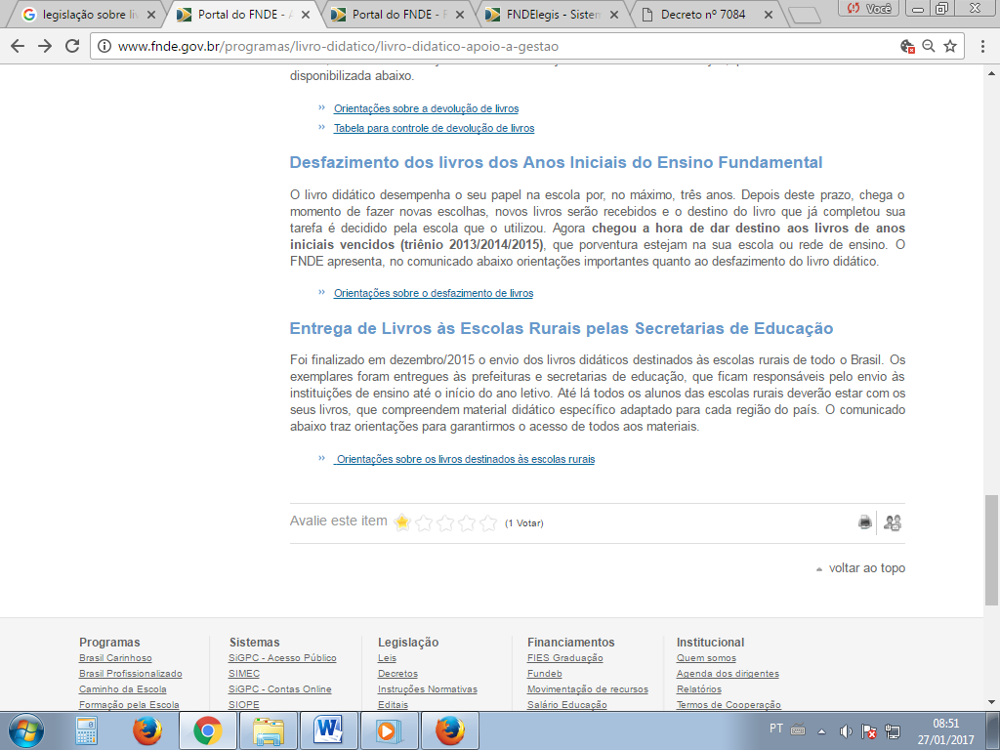 legislação sobre li
Portal do FNDE -
Portal do FNDE -
FNDElegis - Sistem
Decreto nº 7084
Você
www.fnde.gov.br/programas/livro-didatico/livro-didatico-apoio-a-gestao
disponibilizada abaixo.
Orientações sobre a devolução de livros
Tabela para controle de devolução de livros
Desfazimento dos livros dos Anos Iniciais do Ensino Fundamental
O livro didático desempenha o seu papel na escola por, no máximo, três anos. Depois deste prazo, chega o
momento de fazer novas escolhas, novos livros serão recebidos e o destino do livro que já completou sua
tarefa é decidido pela escola que o utilizou. Agora chegou a hora de dar destino aos livros de anos
iniciais vencidos (triênio 2013/2014/2015), que porventura estejam na sua escola ou rede de ensino. O
FNDE apresenta, no comunicado abaixo orientações importantes quanto ao desfazimento do livro didático.
Orientações sobre o desfazimento de livros
Entrega de Livros às Escolas Rurais pelas Secretarias de Educação
Foi finalizado em dezembro/2015 o envio dos livros didáticos destinados às escolas rurais de todo o Brasil. Os
exemplares foram entregues às prefeituras e secretarias de educação, que ficam responsáveis pelo envio às
instituições de ensino até o início do ano letivo. Até lá todos os alunos das escolas rurais deverão estar com os
seus livros, que compreendem material didático específico adaptado para cada região do país. O comunicado
abaixo traz orientações para garantirmos o acesso de todos aos materiais.
Orientações sobre os livros destinados às escolas rurais
Avalie este item (1 Votar)
voltar ao topo
Programas
Brasil Carinhoso
Brasil Profissionalizado
Caminho da Escola
Formação pela Escola
Sistemas
SiGPC - Acesso Público
SIMEC
SiGPC - Contas Online
SIOPE
Legislação
Leis
Decretos
Instruções Normativas
Editais
Financiamentos
FIES Graduação
Fundeb
Movimentação de recursos
Salário Educação
Institucional
Quem somos
Agenda dos dirigentes
Relatórios
Termos de Cooperação
PT
08:51
27/01/2017